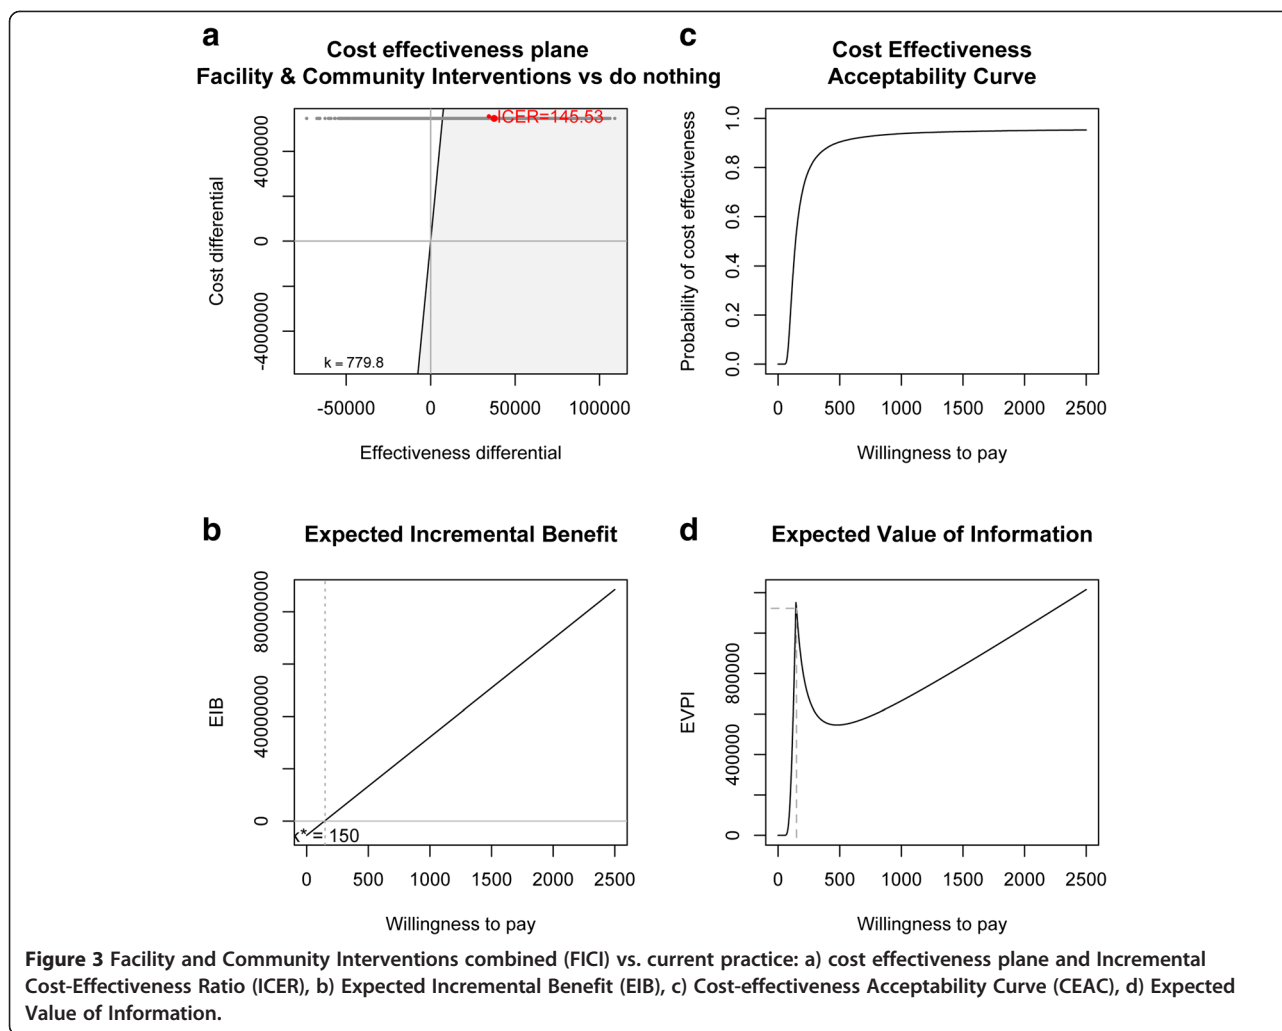 a
Cost effectiveness plane
Facility & Community Interventions vs do nothing
ICER=145.53
4000000
0
-4000000
Cost differential
k = 779.8
-50000 0 50000 100000
Effectiveness differential
c
Cost Effectiveness
Acceptability Curve
1.0
0.8
0.6
0.4
0.2
0.0
Probability of cost effectiveness
0 500 1000 1500 2000 2500
Willingness to pay
b
Expected Incremental Benefit
80000000
40000000
0
EIB
k* = 150
0 500 1000 1500 2000 2500
Willingness to pay
d
Expected Value of Information
800000
400000
0
EVPI
0 500 1000 1500 2000 2500
Willingness to pay
Figure 3 Facility and Community Interventions combined (FICI) vs. current practice: a) cost effectiveness plane and Incremental
Cost-Effectiveness Ratio (ICER), b) Expected Incremental Benefit (EIB), c) Cost-effectiveness Acceptability Curve (CEAC), d) Expected
Value of Information.